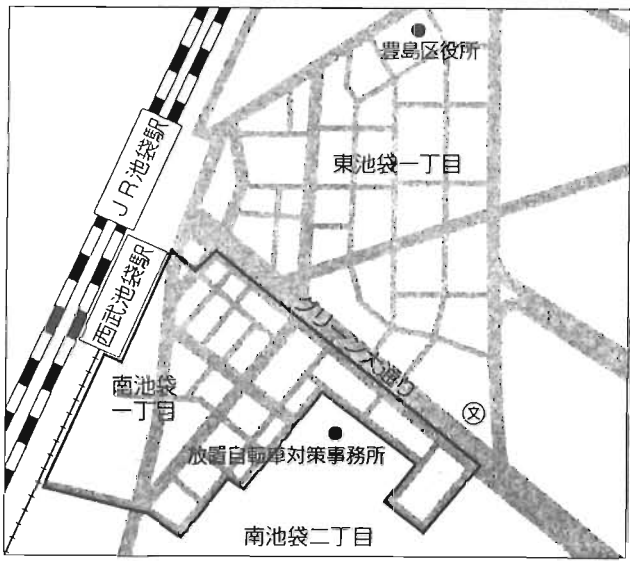 豊島区役所
東池袋一丁目
JR池袋駅
西武池袋駅
グリーン大通り
南池袋
一丁目
文
放置自転車対策事務所
南池袋二丁目